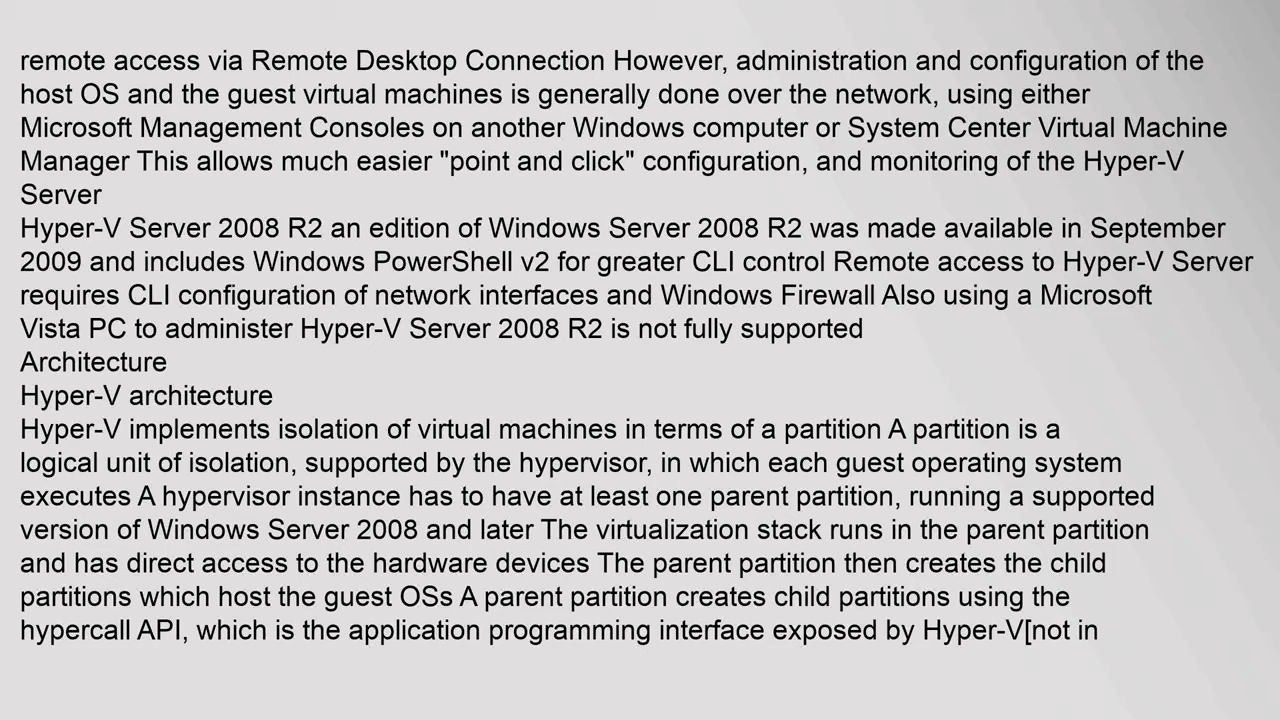 remote access via Remote Desktop Connection However, administration and configuration of the
host OS and the guest virtual machines is generally done over the network, using either
Microsoft Management Consoles on another Windows computer or System Center Virtual Machine
Manager This allows much easier "point and click" configuration, and monitoring of the Hyper-V
Server
Hyper-V Server 2008 R2 an edition of Windows Server 2008 R2 was made available in September
2009 and includes Windows PowerShell v2 for greater CLI control Remote access to Hyper-V Server
requires CLI configuration of network interfaces and Windows Firewall Also using a Microsoft
Vista PC to administer Hyper-V Server 2008 R2 is not fully supported
Architecture
Hyper-V architecture
Hyper-V implements isolation of virtual machines in terms of a partition A partition is a
logical unit of isolation, supported by the hypervisor, in which each guest operating system
executes A hypervisor instance has to have at least one parent partition, running a supported
version of Windows Server 2008 and later The virtualization stack runs in the parent partition
and has direct access to the hardware devices The parent partition then creates the child
partitions which host the guest OSs A parent partition creates child partitions using the
hypercall API, which is the application programming interface exposed by Hyper-V[not in